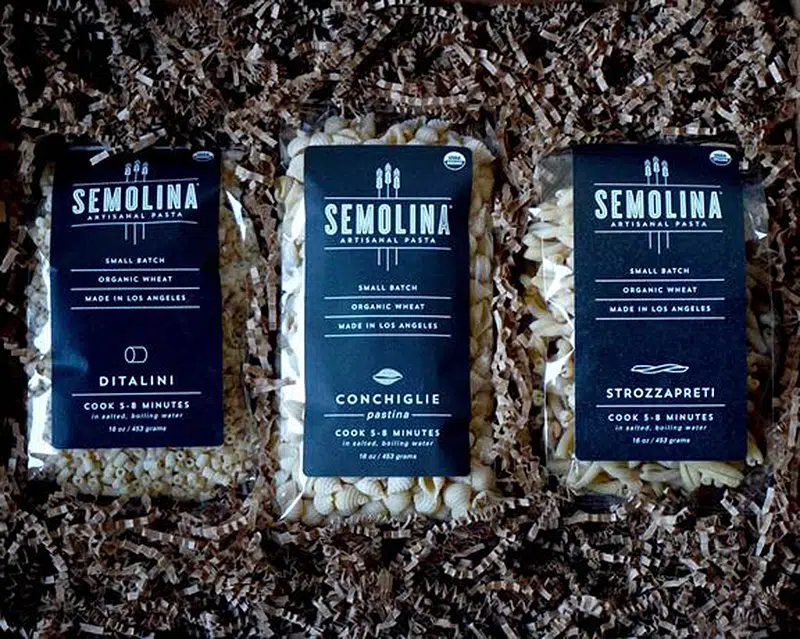 SEMOLINA
ARTISANAL PASTA
SMALL BATCH
ORGANIC WHEAT
MADE IN LOS ANGELES
DITALINI
COOK 5-8 MINUTES
in salted, boiling water
16 oz / 453 grams
USDA
ORGANIC
SEMOLINA
ARTISANAL PASTA
SMALL BATCH
ORGANIC WHEAT
MADE IN LOS ANGELES
CONCHIGLIE
pastina
COOK 5-8 MINUTES
in salted, boiling water
16 oz / 453 grams
SEMOLINA
ARTISANAL PASTA
SMALL BATCH
ORGANIC WHEAT
MADE IN LOS ANGELES
STROZZAPRETI
COOK 5-8 MINUTES
in salted, boiling water
16 oz / 453 grams